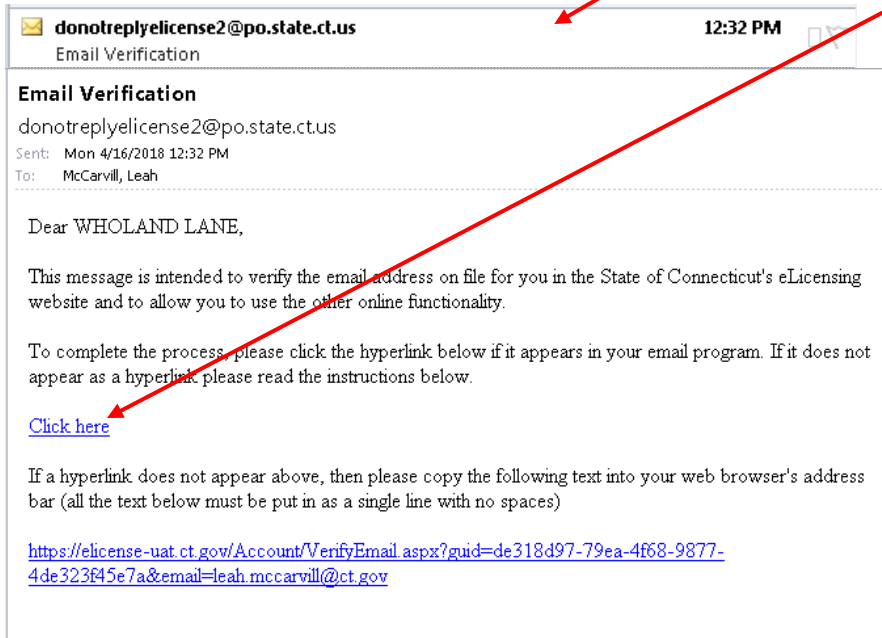 donotreplyelicense2@po.state.ct.us 12:32 PM
Email Verification
Email Verification
donotreplyelicense2@po.state.ct.us
Sent: Mon 4/16/2018 12:32 PM
To: McCarvill, Leah
Dear WHOLAND LANE,
This message is intended to verify the email address on file for you in the State of Connecticut's eLicensing
website and to allow you to use the other online functionality.
To complete the process, please click the hyperlink below if it appears in your email program. If it does not
appear as a hyperlink please read the instructions below.
Click here
If a hyperlink does not appear above, then please copy the following text into your web browser's address
bar (all the text below must be put in as a single line with no spaces)
https://elicense-uat.ct.gov/Account/VerifyEmail.aspx?guid=de318d97-79ea-4f68-9877-
4de323f45e7a&email=leah.mccarvill@ct.gov